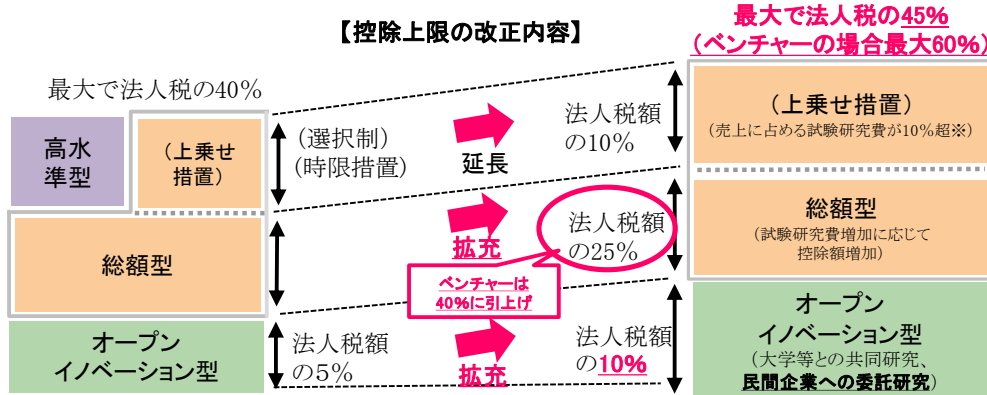 【控除上限の改正内容】
最大で法人税の45%
(ベンチャーの場合最大60%)
最大で法人税の40%
高水
準型
(上乗せ
措置)
(選択制)
(時限措置)
延長
法人税額
の10%
(上乗せ措置)
(売上に占める試験研究費が10%超※)
総額型
拡充
法人税額
の25%
ベンチャーは
40%に引上げ
総額型
(試験研究費増加に応じて
控除額増加)
オープン
イノベーション型
法人税額
の5%
拡充
法人税額
の10%
オープン
イノベーション型
(大学等との共同研究、
民間企業への委託研究)